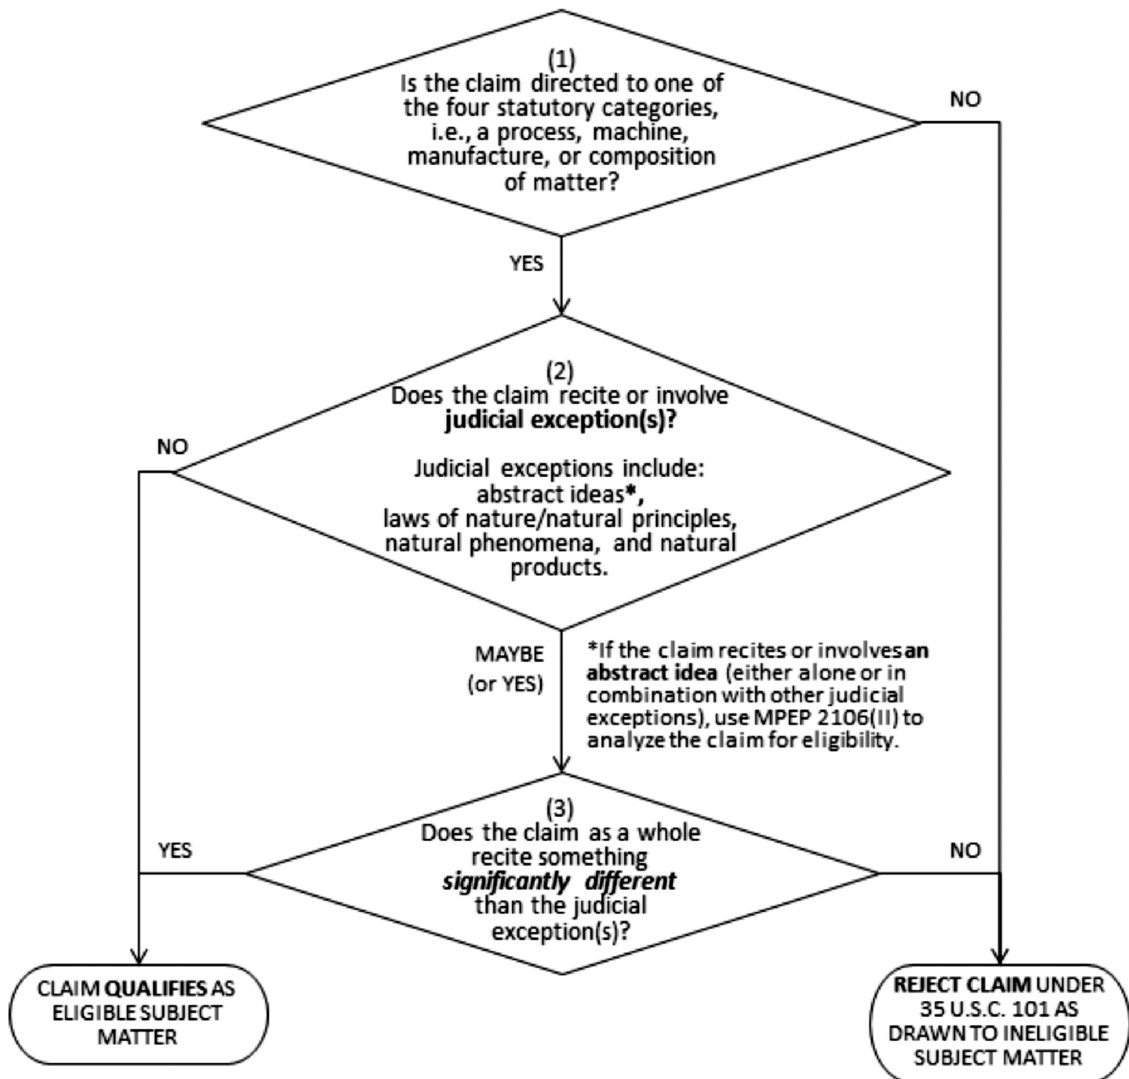 (1)
Is the claim directed to one of
the four statutory categories,
i.e., a process, machine,
manufacture, or composition
of matter?
NO
YES
(2)
Does the claim recite or involve
judicial exception(s)?
NO
Judicial exceptions include:
abstract ideas*,
laws of nature/natural principles,
natural phenomena, and natural
products.
MAYBE
(or YES)
*If the claim recites or involves an
abstract idea (either alone or in
combination with other judicial
exceptions), use MPEP 2106(II) to
analyze the claim for eligibility.
(3)
Does the claim as a whole
recite something
significantly different
than the judicial
exception(s)?
YES
NO
CLAIM QUALIFIES AS
ELIGIBLE SUBJECT
MATTER
REJECT CLAIM UNDER
35 U.S.C. 101 AS
DRAWN TO INELIGIBLE
SUBJECT MATTER